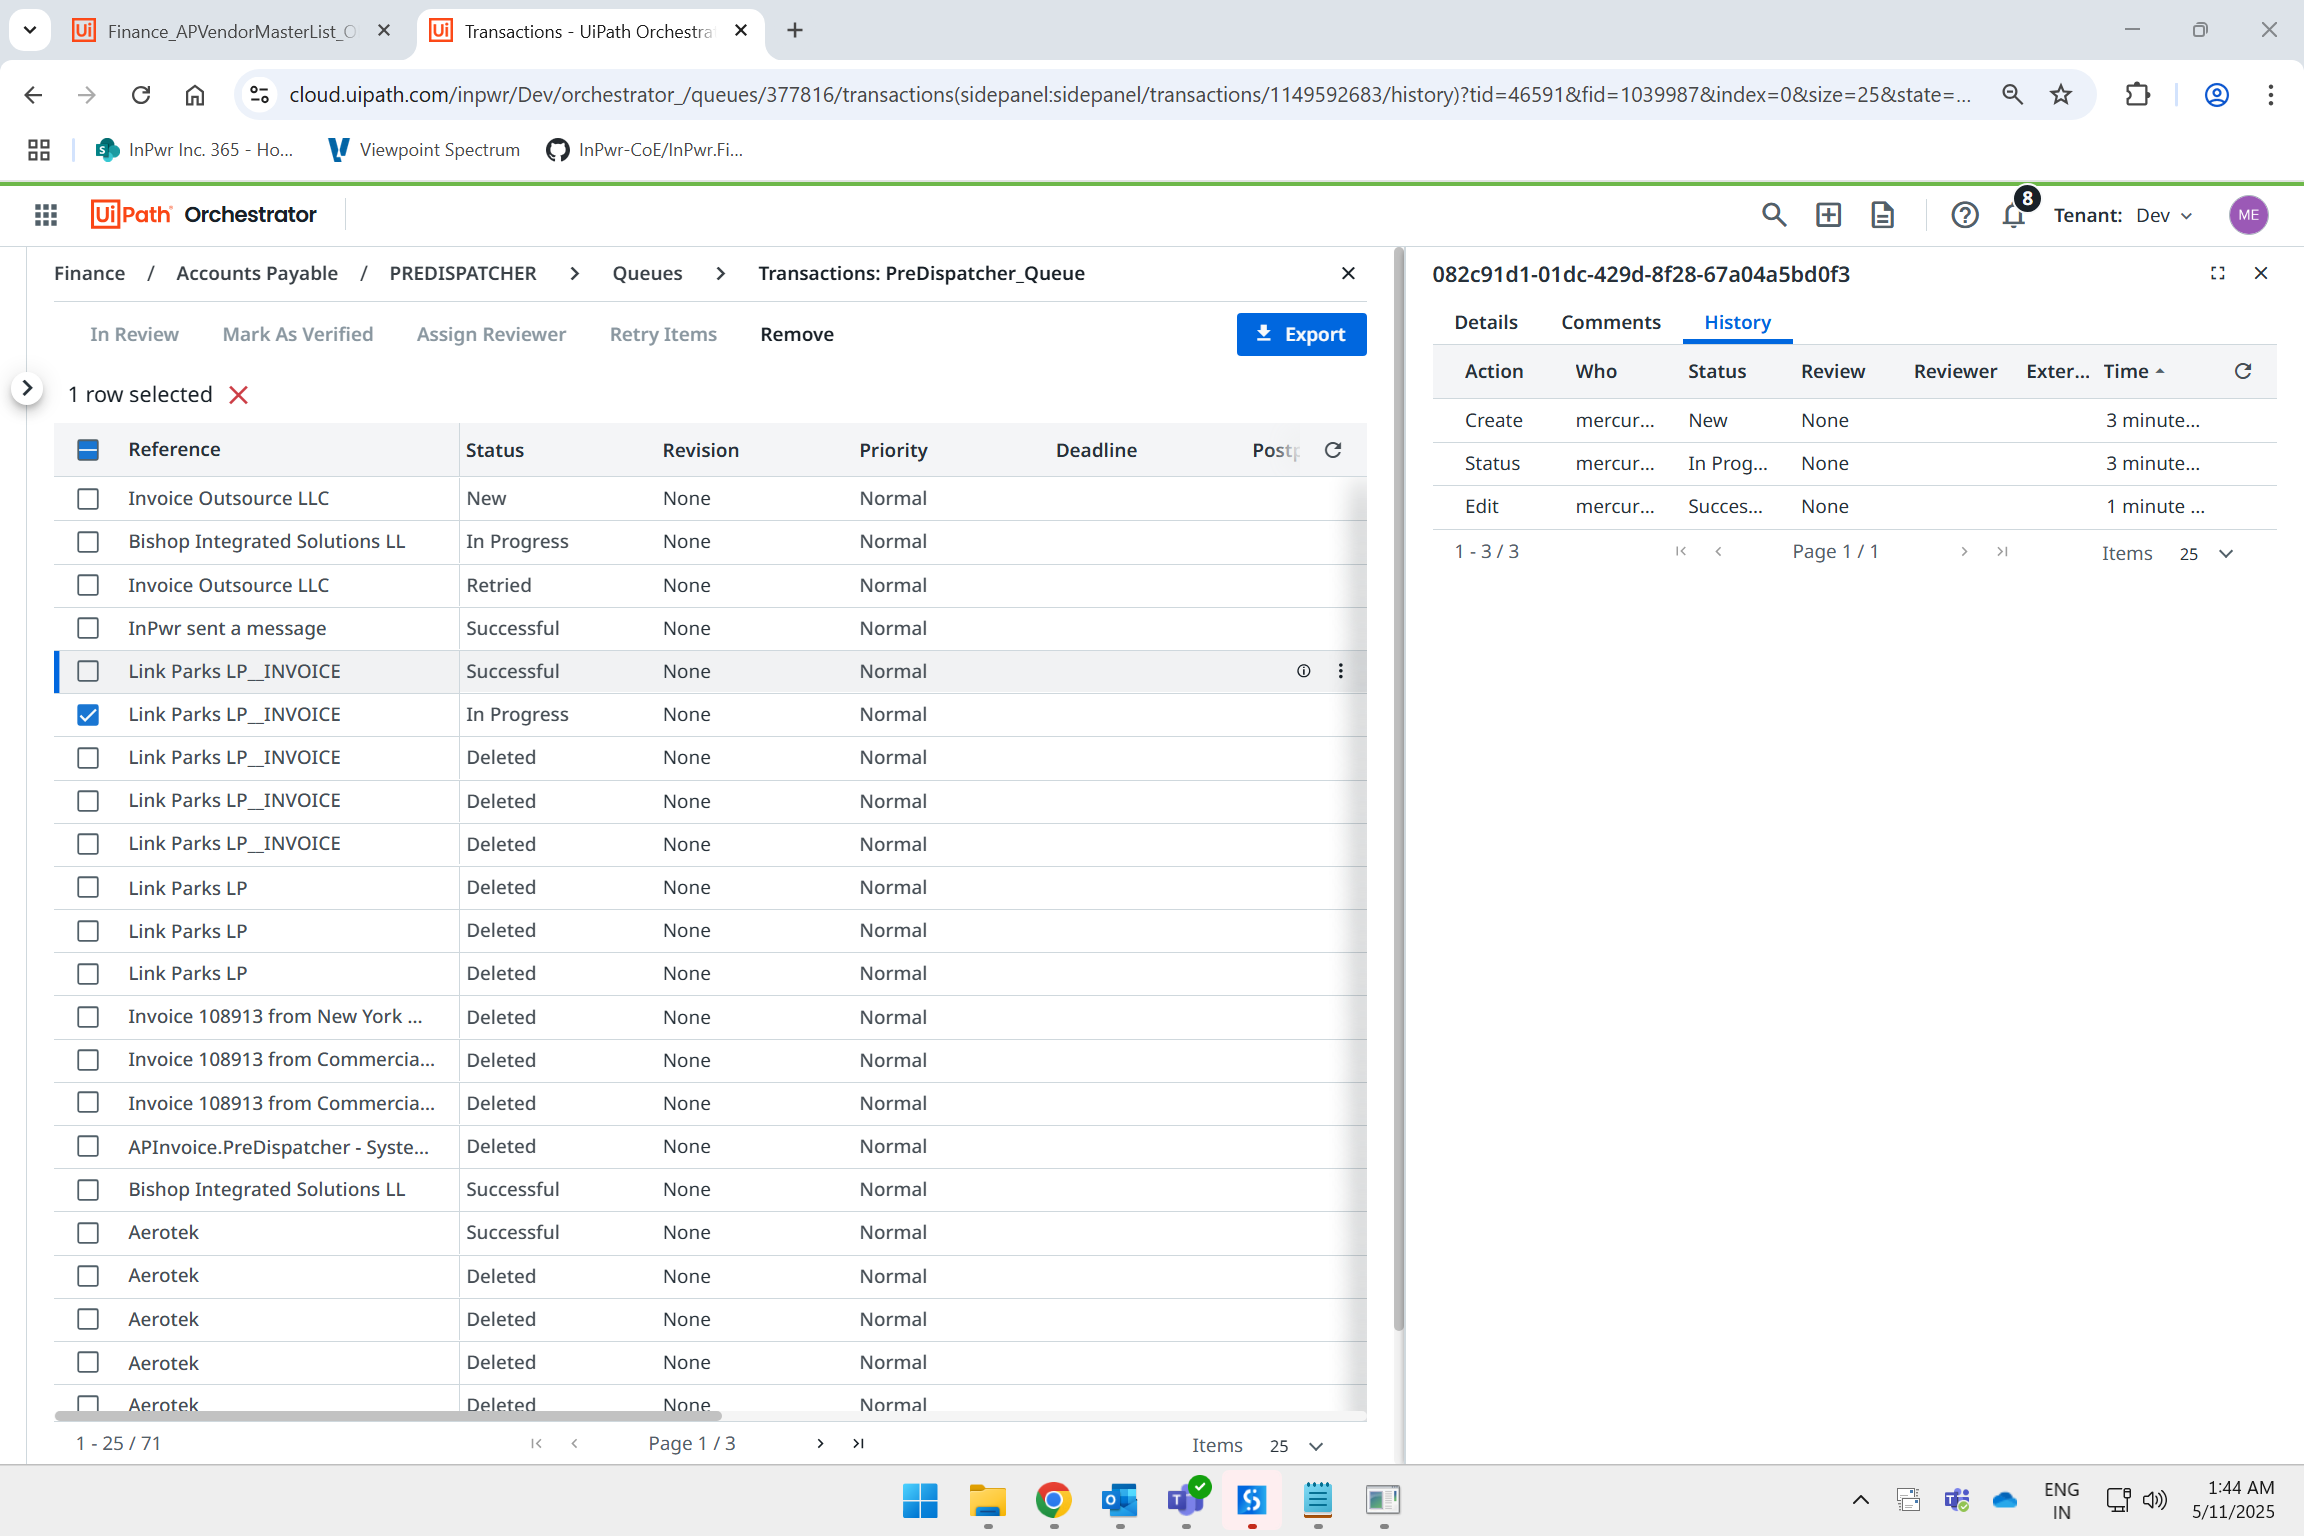 Finance_APVendorMasterList_O
Transactions - UiPath Orchestra
cloud.uipath.com/inpwr/Dev/orchestrator_/queues/377816/transactions(sidepanel:sidepanel/transactions/1149592683/history)?tid=46591&fid=1039987&index=0&size=25&state=...
InPwr Inc. 365 - Ho...
Viewpoint Spectrum
InPwr-CoE/InPwr.Fi...
UiPath Orchestrator
8
Tenant: Dev
ME
Finance / Accounts Payable / PREDISPATCHER > Queues > Transactions: PreDispatcher_Queue
In Review Mark As Verified Assign Reviewer Retry Items Remove
Export
1 row selected
Reference Status Revision Priority Deadline Postp
Invoice Outsource LLC New None Normal
Bishop Integrated Solutions LL In Progress None Normal
Invoice Outsource LLC Retried None Normal
InPwr sent a message Successful None Normal
Link Parks LP__INVOICE Successful None Normal
Link Parks LP__INVOICE In Progress None Normal
Link Parks LP__INVOICE Deleted None Normal
Link Parks LP__INVOICE Deleted None Normal
Link Parks LP__INVOICE Deleted None Normal
Link Parks LP Deleted None Normal
Link Parks LP Deleted None Normal
Link Parks LP Deleted None Normal
Invoice 108913 from New York ... Deleted None Normal
Invoice 108913 from Commercia... Deleted None Normal
Invoice 108913 from Commercia... Deleted None Normal
APInvoice.PreDispatcher - Syste... Deleted None Normal
Bishop Integrated Solutions LL Successful None Normal
Aerotek Successful None Normal
Aerotek Deleted None Normal
Aerotek Deleted None Normal
Aerotek Deleted None Normal
Aerotek Deleted None Normal
1 - 25 / 71
Page 1 / 3
Items 25
082c91d1-01dc-429d-8f28-67a04a5bd0f3
Details Comments History
Action Who Status Review Reviewer Exter... Time
Create mercur... New None 3 minute...
Status mercur... In Prog... None 3 minute...
Edit mercur... Succes... None 1 minute ...
1 - 3 / 3
Page 1 / 1
Items 25
ENG
IN
1:44 AM
5/11/2025